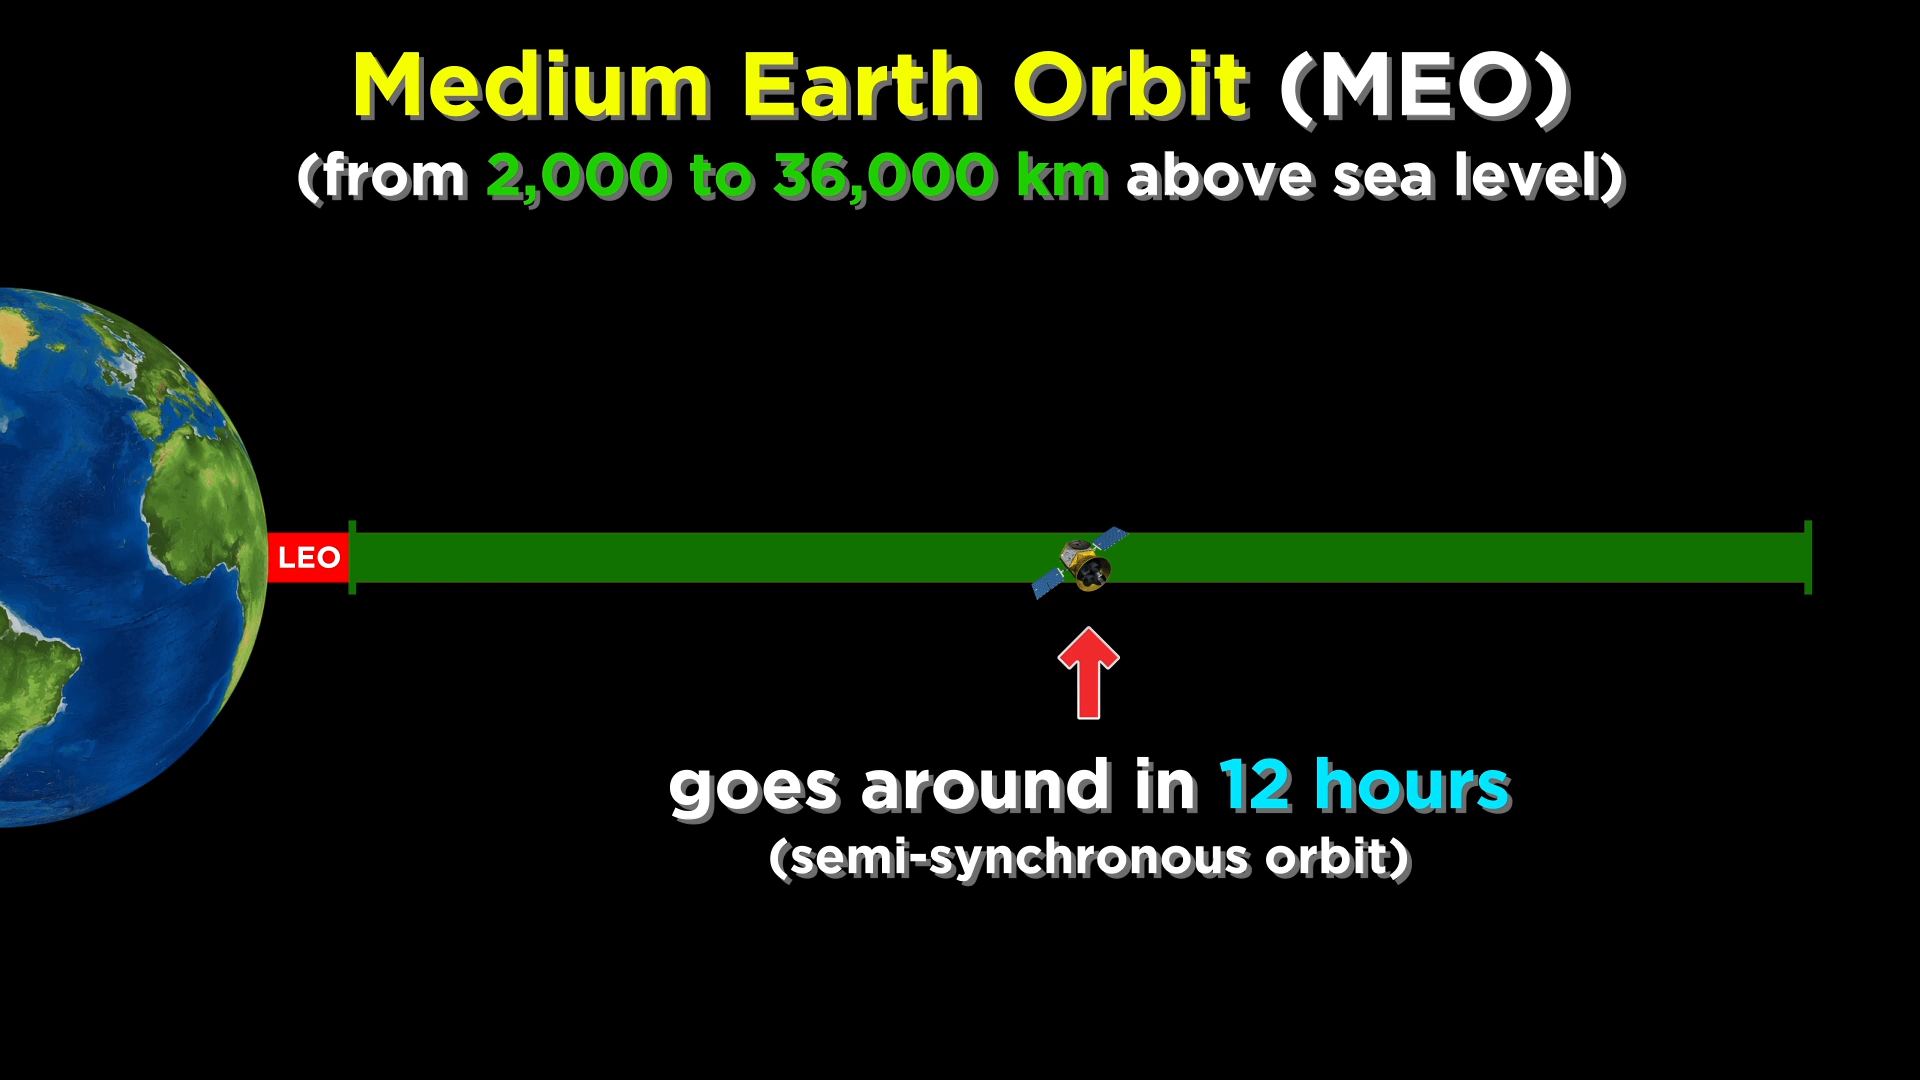 Medium Earth Orbit (MEO)
(from 2,000 to 36,000 km above sea level)
LEO
goes around in 12 hours
(semi-synchronous orbit)